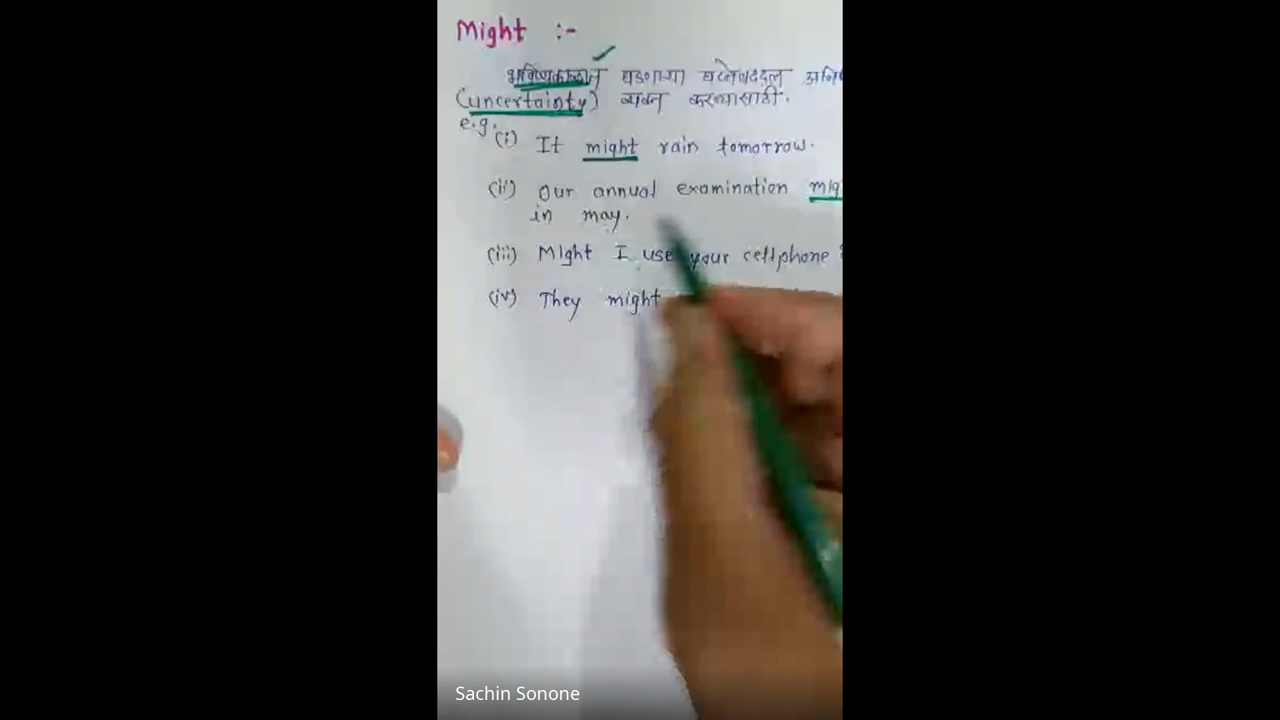 Might :-
भविष्यकाळात घडणाऱ्या घटनेबद्दल
(uncertainty) व्यक्त करण्यासाठी.
e.g.
(i) It might rain tomorrow.
(ii) Our annual examination
in may.
(iii) Might I use your cellphone ?
(iv) They might
Sachin Sonone